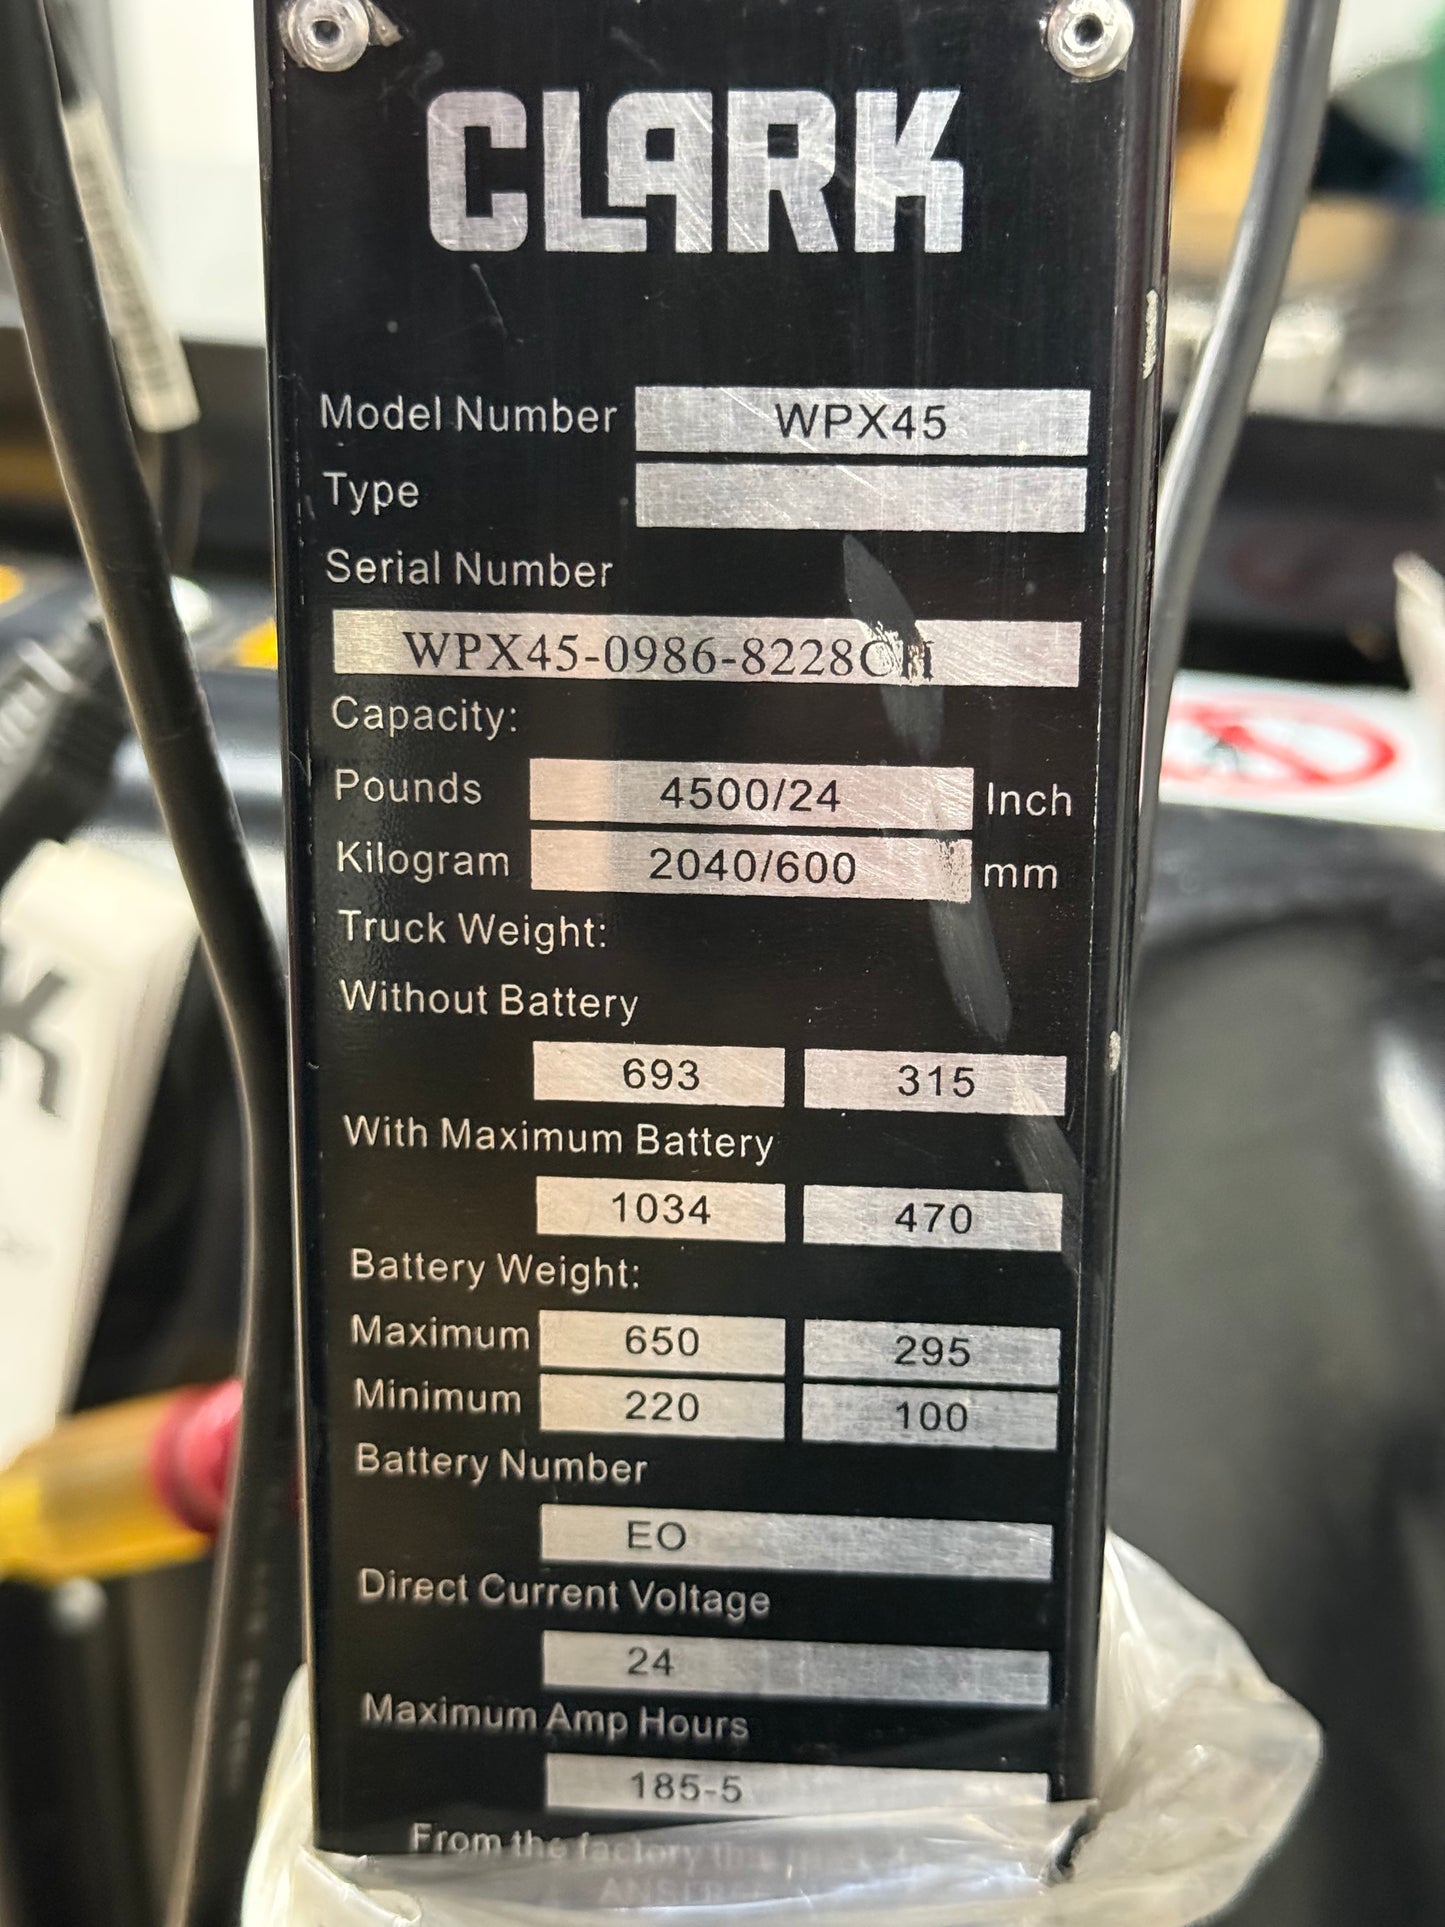 CLARK
Model Number WPX45
Type
Serial Number
WPX45-0986-8228CH
Capacity:
Pounds 4500/24 Inch
Kilogram 2040/600 mm
Truck Weight:
Without Battery
693 315
With Maximum Battery
1034 470
Battery Weight:
Maximum 650 295
Minimum 220 100
Battery Number
EO
Direct Current Voltage
24
Maximum Amp Hours
185-5
From the factory